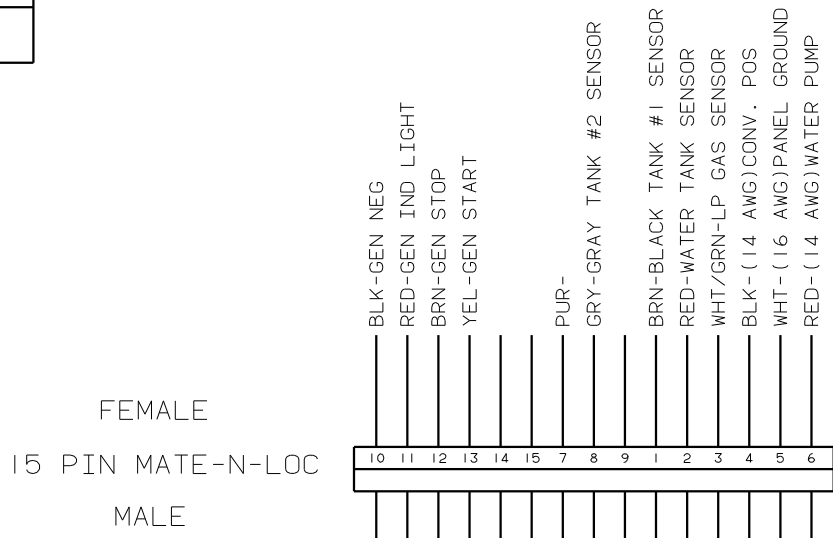 BLK-GEN NEG
RED-GEN IND LIGHT
BRN-GEN STOP
YEL-GEN START
PUR-
GRY-GRAY TANK #2 SENSOR
BRN-BLACK TANK #1 SENSOR
RED-WATER TANK SENSOR
WHT/GRN-LP GAS SENSOR
BLK-(14 AWG)CONV. POS
WHT-(16 AWG)PANEL GROUND
RED-(14 AWG)WATER PUMP
FEMALE
15 PIN MATE-N-LOC
MALE
10 11 12 13 14 15 7 8 9 1 2 3 4 5 6